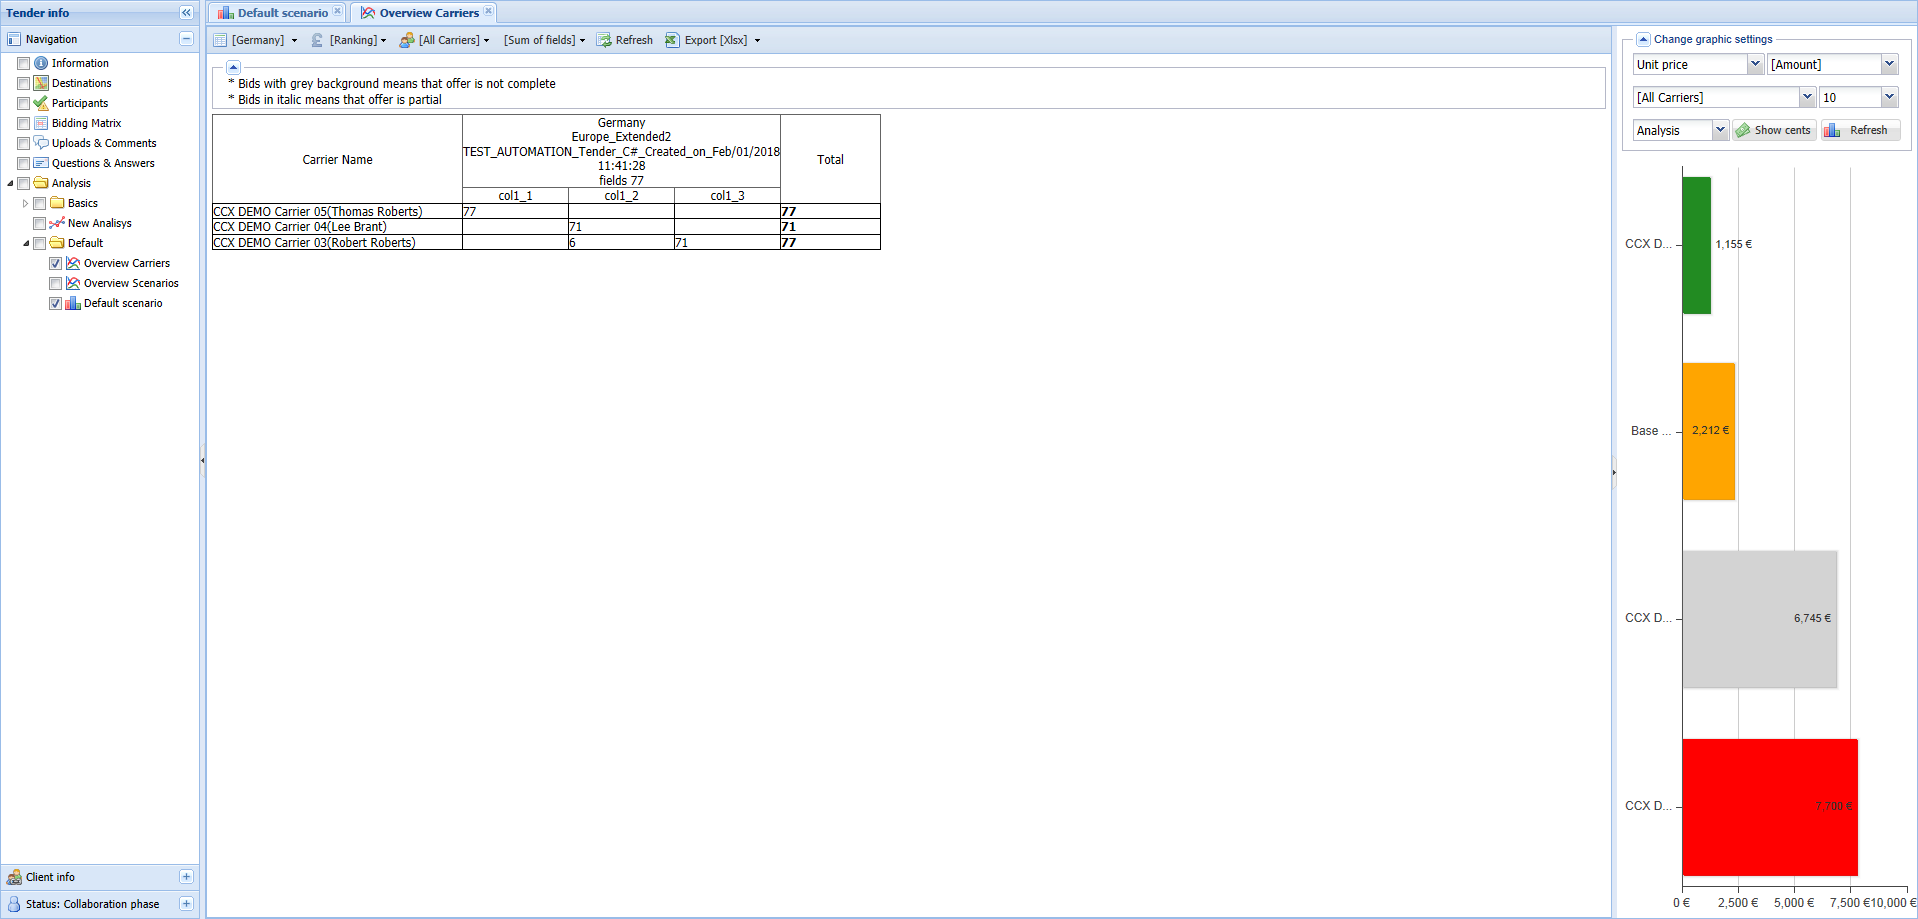 Tender info
Navigation
Information
Destinations
Participants
Bidding Matrix
Uploads & Comments
Questions & Answers
Analysis
Basics
New Analisys
Default
Overview Carriers
Overview Scenarios
Default scenario
Client info
Status: Collaboration phase
Default scenario
Overview Carriers
[Germany] [Ranking] [All Carriers] [Sum of fields] Refresh Export [Xlsx]
* Bids with grey background means that offer is not complete
* Bids in italic means that offer is partial
Carrier Name
Germany
Europe_Extended2
TEST_AUTOMATION_Tender_C#_Created_on_Feb/01/2018
11:41:28
fields 77
Total
col1_1 col1_2 col1_3
CCX DEMO Carrier 05(Thomas Roberts) 77 77
CCX DEMO Carrier 04(Lee Brant) 71 71
CCX DEMO Carrier 03(Robert Roberts) 6 71 77
Change graphic settings
Unit price [Amount]
[All Carriers] 10
Analysis Show cents Refresh
CCX D... 1,155 €
Base ... 2,212 €
CCX D... 6,745 €
CCX D... 7,700 €
0 € 2,500 € 5,000 € 7,500 € 10,000 €